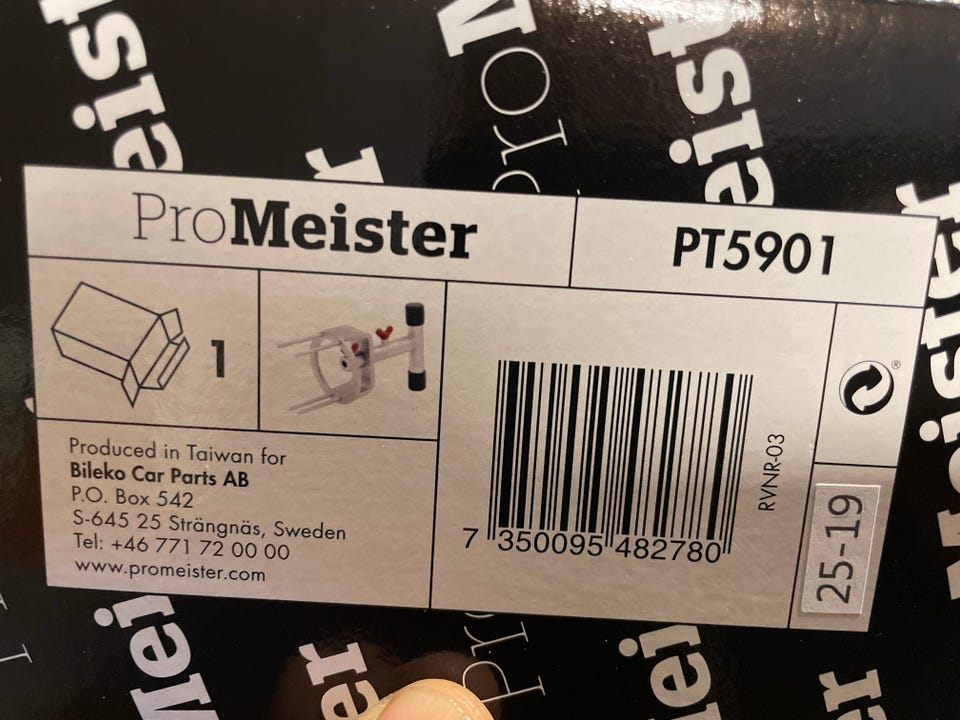 ProMeister
PT5901
1
Produced in Taiwan for
Bileko Car Parts AB
P.O. Box 542
S-645 25 Strängnäs, Sweden
Tel: +46 771 72 00 00
www.promeister.com
7 350095 482780
RVNR-03
®
25-19